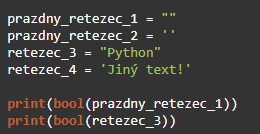 prazdny_retezec_1 = ""
prazdny_retezec_2 = ''
retezec_3 = "Python"
retezec_4 = 'Jiný text!'
print(bool(prazdny_retezec_1))
print(bool(retezec_3))